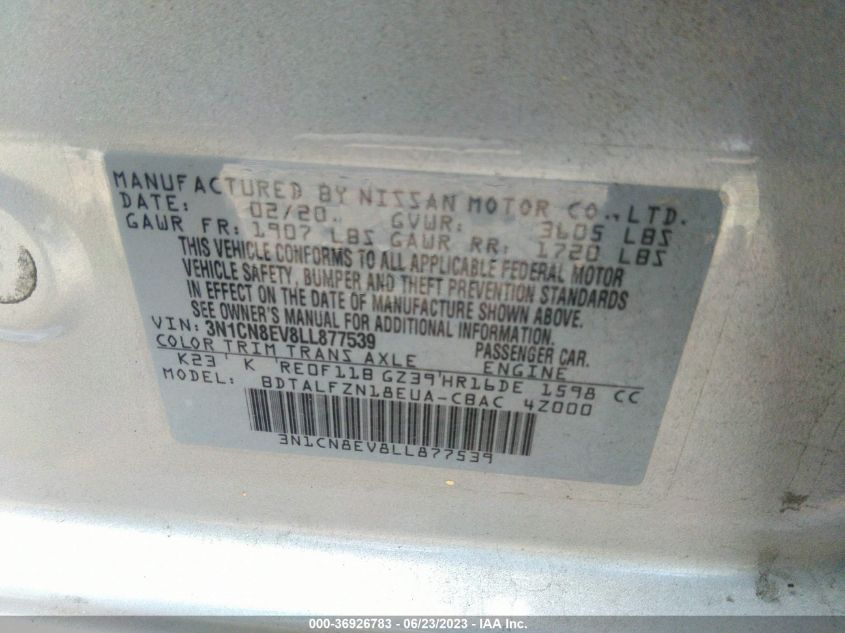 MANUFACTURED BY NISSAN MOTOR CO., LTD.
DATE: 02/20 GVWR: 3605 LBS
GAWR FR: 1907 LBS GAWR RR: 1720 LBS
THIS VEHICLE CONFORMS TO ALL APPLICABLE FEDERAL MOTOR
VEHICLE SAFETY, BUMPER AND THEFT PREVENTION STANDARDS
IN EFFECT ON THE DATE OF MANUFACTURE SHOWN ABOVE.
SEE OWNER'S MANUAL FOR ADDITIONAL INFORMATION.
VIN: 3N1CN8EV8LL877539 PASSENGER CAR.
COLOR TRIM TRANS AXLE ENGINE
K23 ' K 'RE0F11B GZ39'HR16DE 1598 CC
MODEL: BDTALFZN18EUA-CBAC 4Z000
3N1CN8EV8LL877539
000-36926783 - 06/23/2023 - IAA Inc.